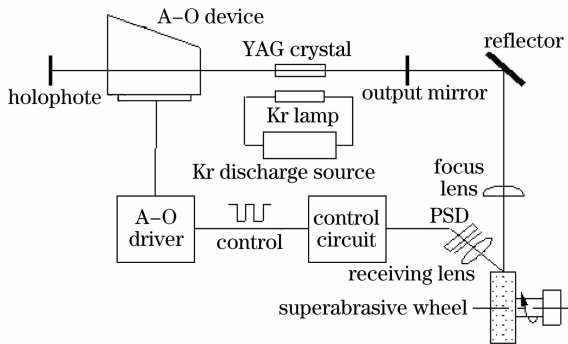 A-O device
YAG crystal
reflector
holophote
output mirror
Kr lamp
Kr discharge source
focus
lens
PSD
A-O
driver
control
control
circuit
receiving lens
superabrasive wheel